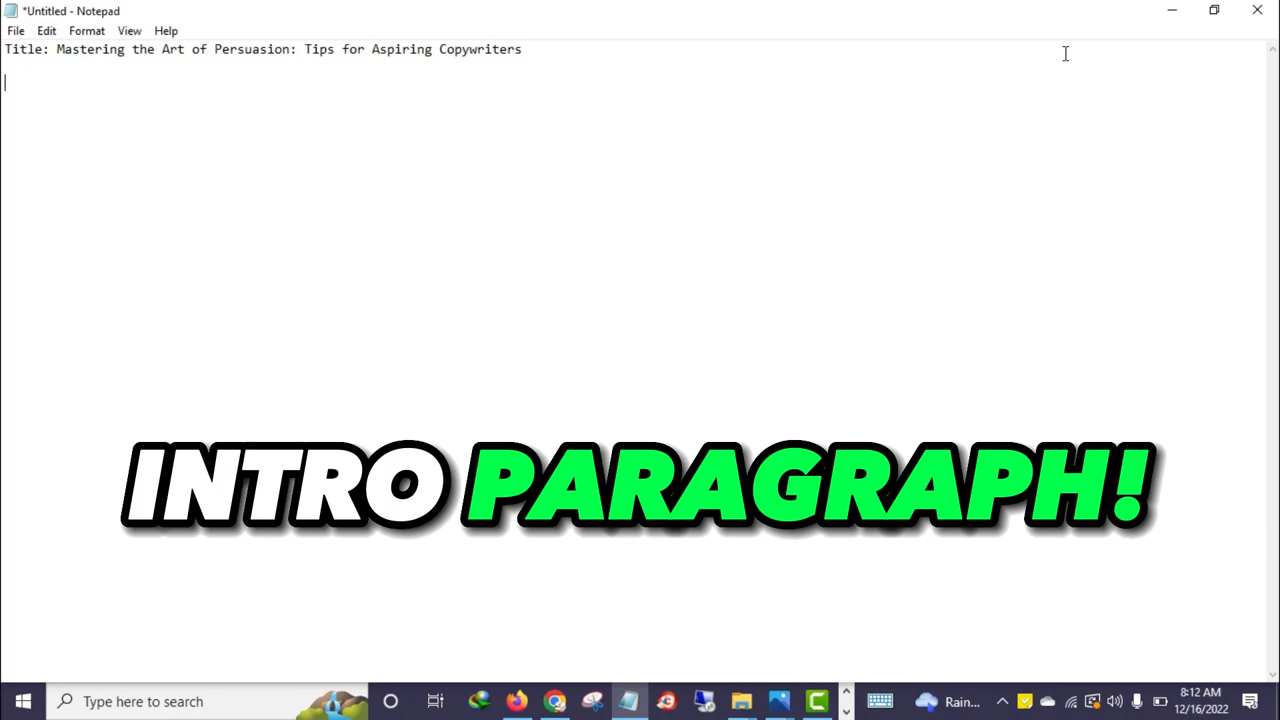 *Untitled - Notepad
File Edit Format View Help
Title: Mastering the Art of Persuasion: Tips for Aspiring Copywriters
INTRO PARAGRAPH!
Type here to search
Rain...
8:12 AM
12/16/2022